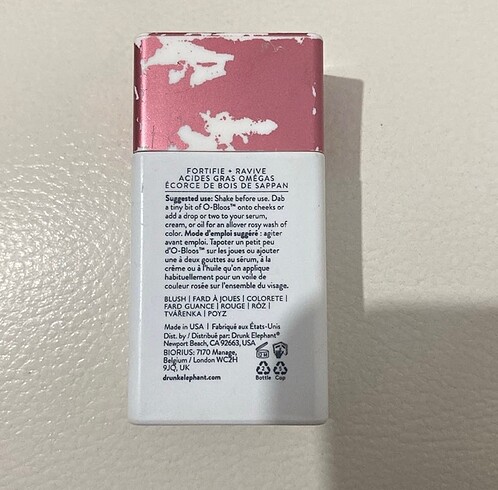 FORTIFIE + RAVIVE
ACIDES GRAS OMÉGAS
ÉCORCE DE BOIS DE SAPPAN
Suggested use: Shake before use. Dab
a tiny bit of O-Bloos™ onto cheeks or
add a drop or two to your serum,
cream, or oil for an allover rosy wash of
color. Mode d'emploi suggéré : agiter
avant emploi. Tapoter un petit peu
d'O-Bloos™ sur les joues ou ajouter
une à deux gouttes au sérum, à la
crème ou à l'huile qu'on applique
habituellement pour un voile de
couleur rosée sur l'ensemble du visage.
BLUSH | FARD À JOUES | COLORETE |
FARD GUANCE | ROUGE | RÓŻ |
TVÁŘENKA | POYZ
Made in USA | Fabriqué aux États-Unis
Dist. by / Distribué par: Drunk Elephant®
Newport Beach, CA 92663, USA
BIORIUS: 7170 Manage,
Belgium / London WC2H
9JQ, UK
drunkelephant.com
Bottle Cap